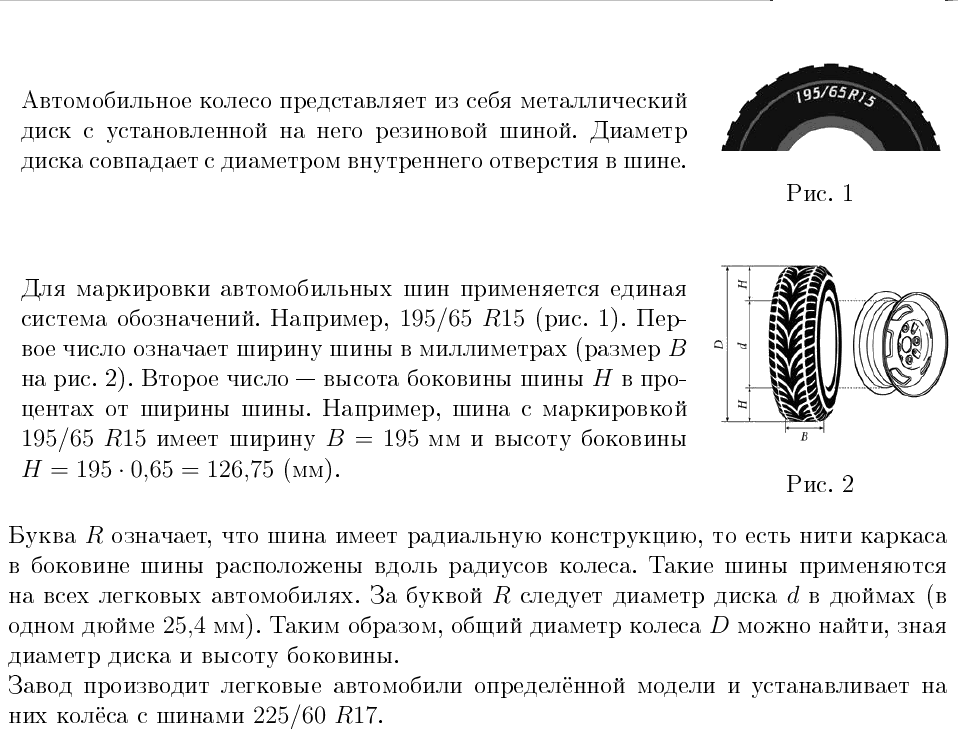 Автомобильное колесо представляет из себя металлический
диск с установленной на него резиновой шиной. Диаметр
диска совпадает с диаметром внутреннего отверстия в шине.
195/65R15
Рис. 1
Для маркировки автомобильных шин применяется единая
система обозначений. Например, 195/65 R15 (рис. 1). Пер-
вое число означает ширину шины в миллиметрах (размер B
на рис. 2). Второе число — высота боковины шины H в про-
центах от ширины шины. Например, шина с маркировкой
195/65 R15 имеет ширину B = 195 мм и высоту боковины
H = 195 · 0,65 = 126,75 (мм).
H
D
d
H
B
Рис. 2
Буква R означает, что шина имеет радиальную конструкцию, то есть нити каркаса
в боковине шины расположены вдоль радиусов колеса. Такие шины применяются
на всех легковых автомобилях. За буквой R следует диаметр диска d в дюймах (в
одном дюйме 25,4 мм). Таким образом, общий диаметр колеса D можно найти, зная
диаметр диска и высоту боковины.
Завод производит легковые автомобили определённой модели и устанавливает на
них колёса с шинами 225/60 R17.